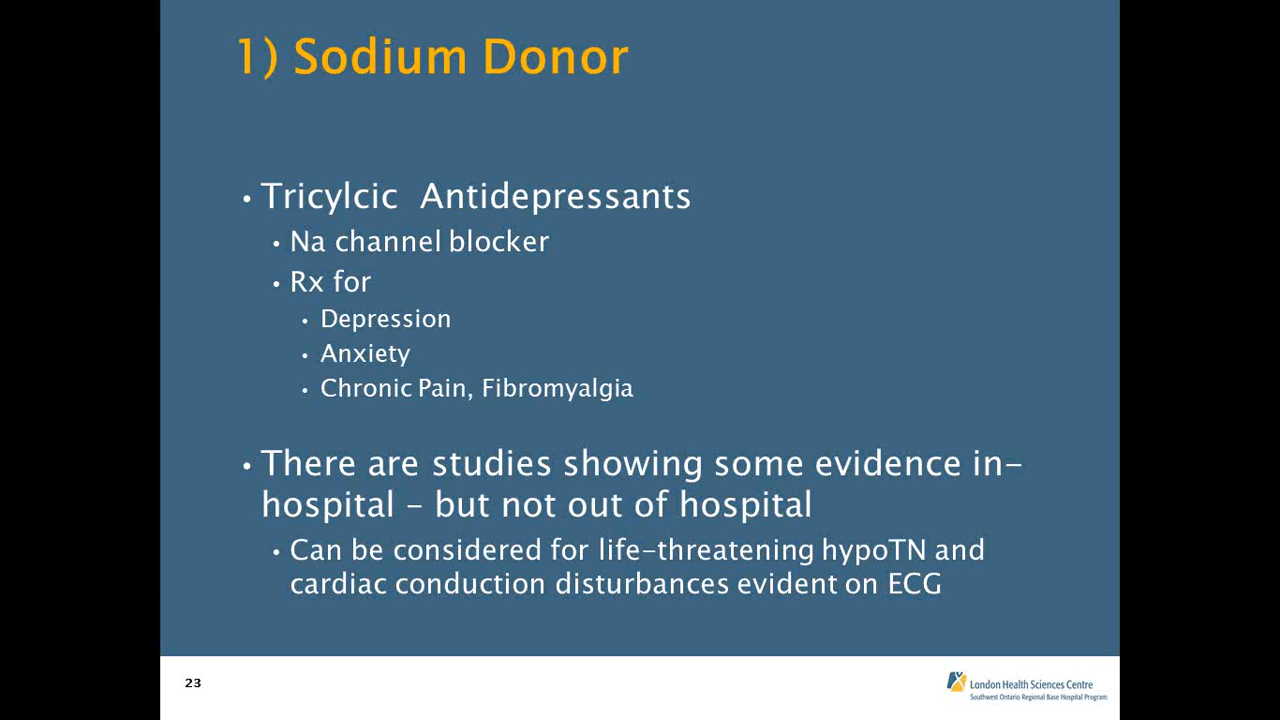 1) Sodium Donor
• Tricylcic Antidepressants
• Na channel blocker
• Rx for
• Depression
• Anxiety
• Chronic Pain, Fibromyalgia
• There are studies showing some evidence in-
hospital – but not out of hospital
• Can be considered for life-threatening hypoTN and
cardiac conduction disturbances evident on ECG
23
London Health Sciences Centre
Southwest Ontario Regional Base Hospital Program